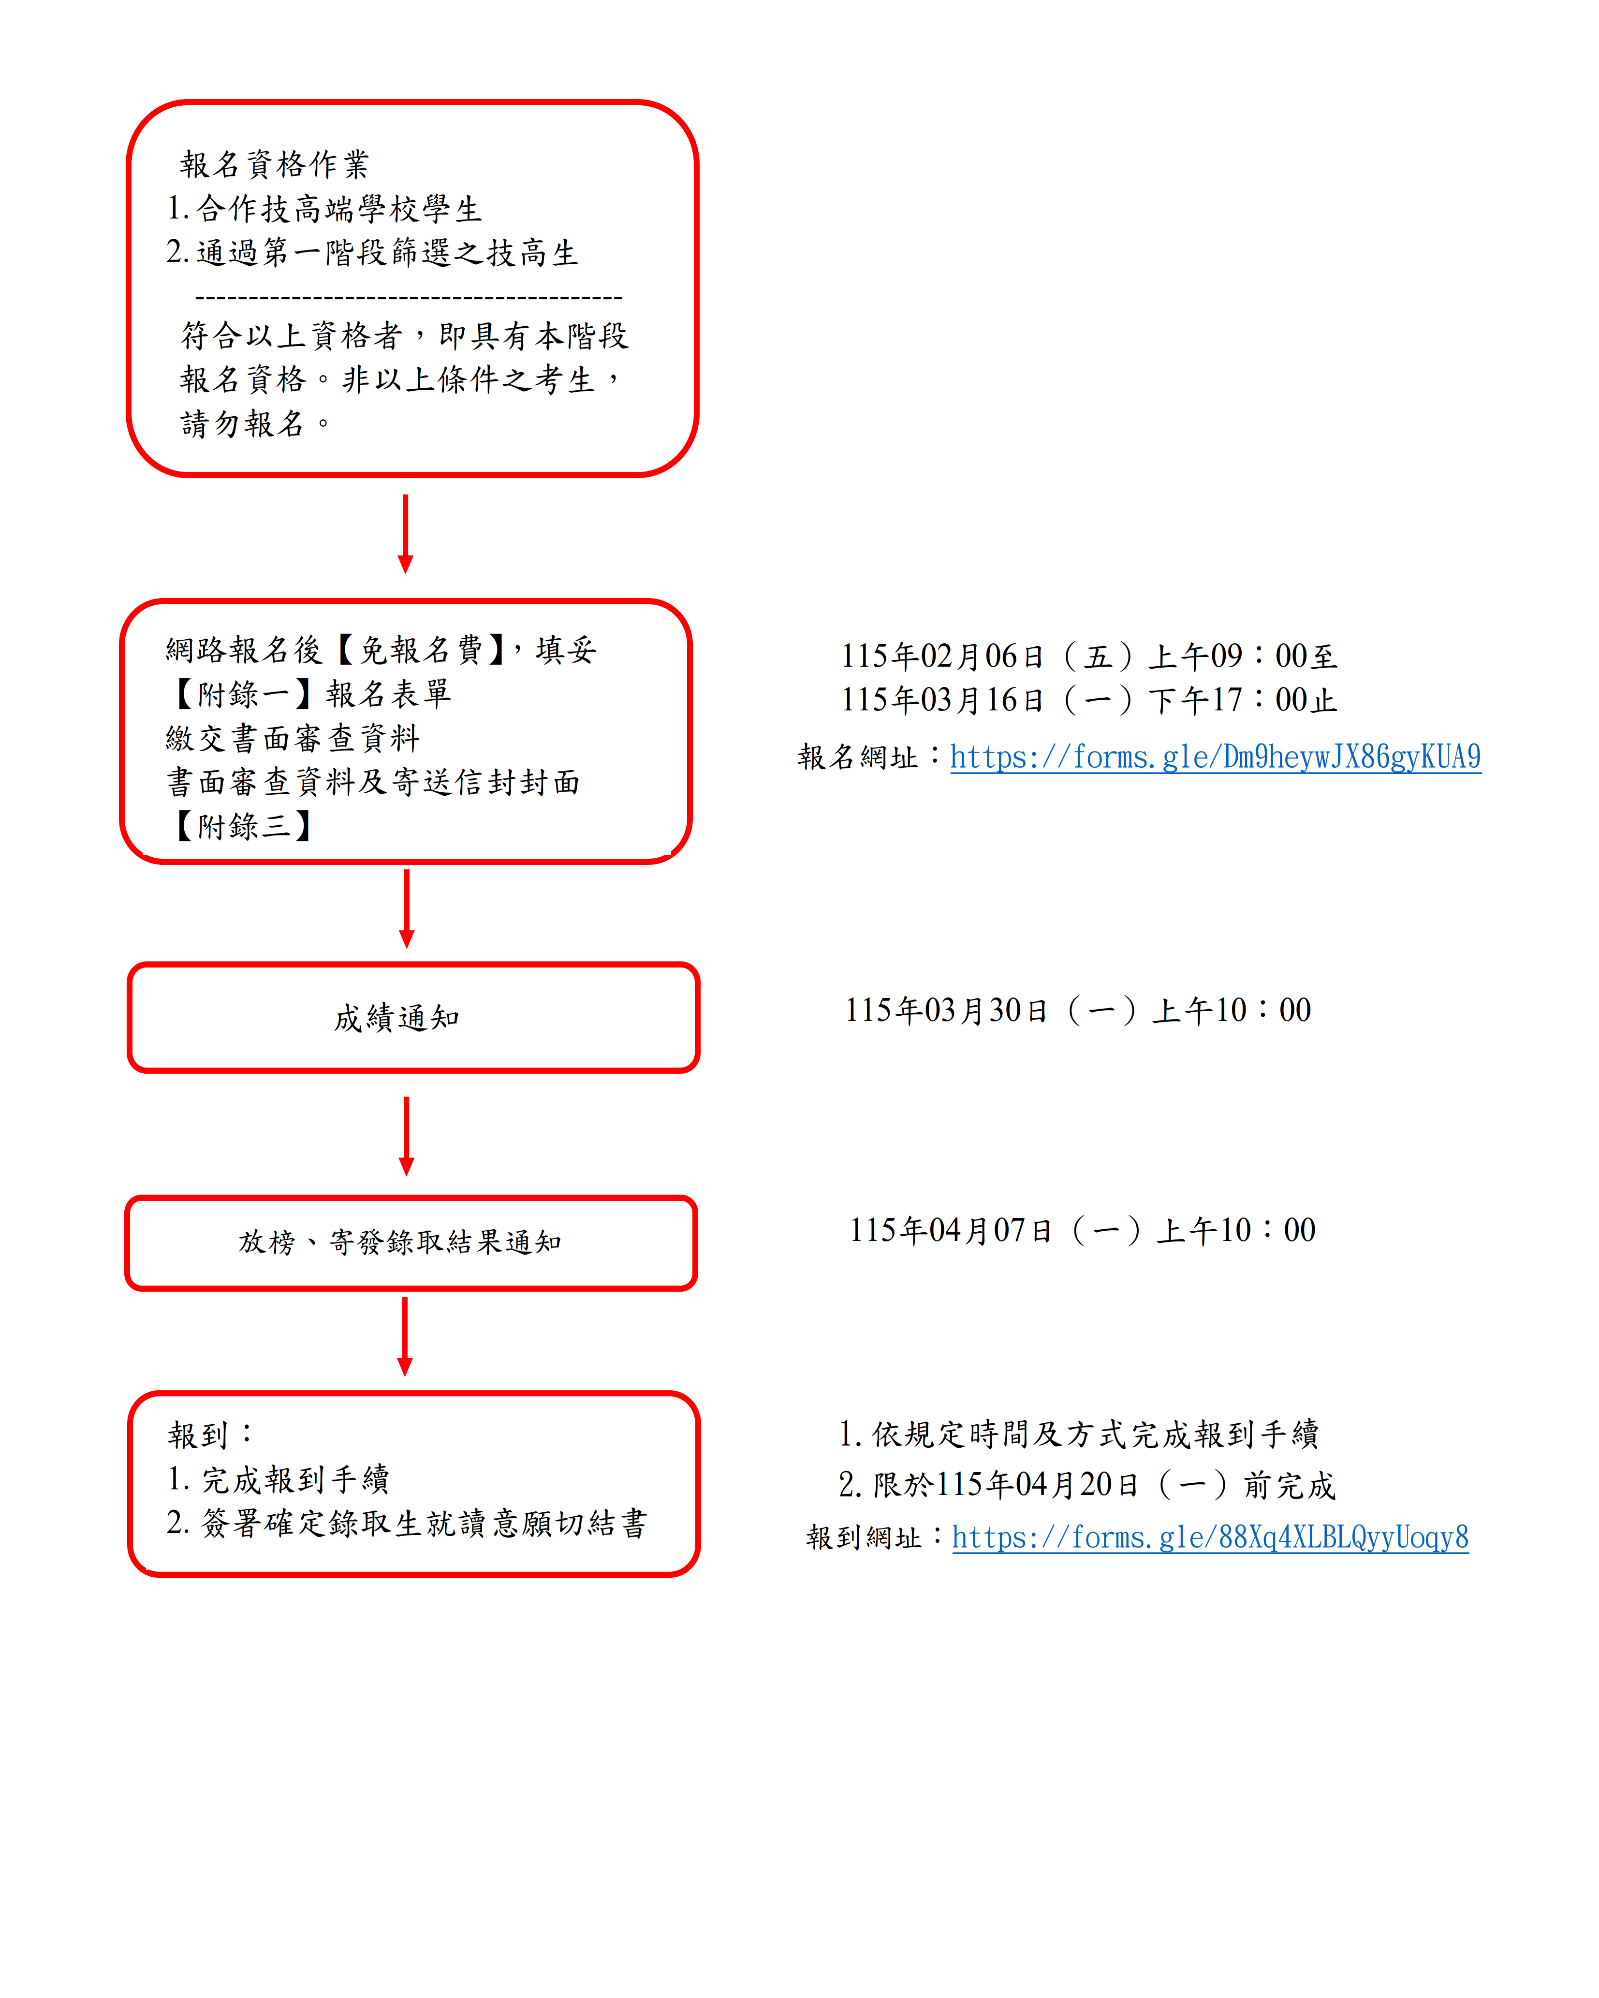 報名資格作業
1. 合作技高端學校學生
2. 通過第一階段篩選之技高生
----------------------------------------
符合以上資格者，即具有本階段
報名資格。非以上條件之考生，
請勿報名。
網路報名後【免報名費】，填妥
【附錄一】報名表單
繳交書面審查資料
書面審查資料及寄送信封封面
【附錄三】
115年02月06日（五）上午09：00至
115年03月16日（一）下午17：00止
報名網址：https://forms.gle/Dm9heywJX86gyKUA9
成績通知
115年03月30日（一）上午10：00
放榜、寄發錄取結果通知
115年04月07日（一）上午10：00
報到：
1. 完成報到手續
2. 簽署確定錄取生就讀意願切結書
1. 依規定時間及方式完成報到手續
2. 限於115年04月20日（一）前完成
報到網址：https://forms.gle/88Xq4XLBLQyyUoqy8